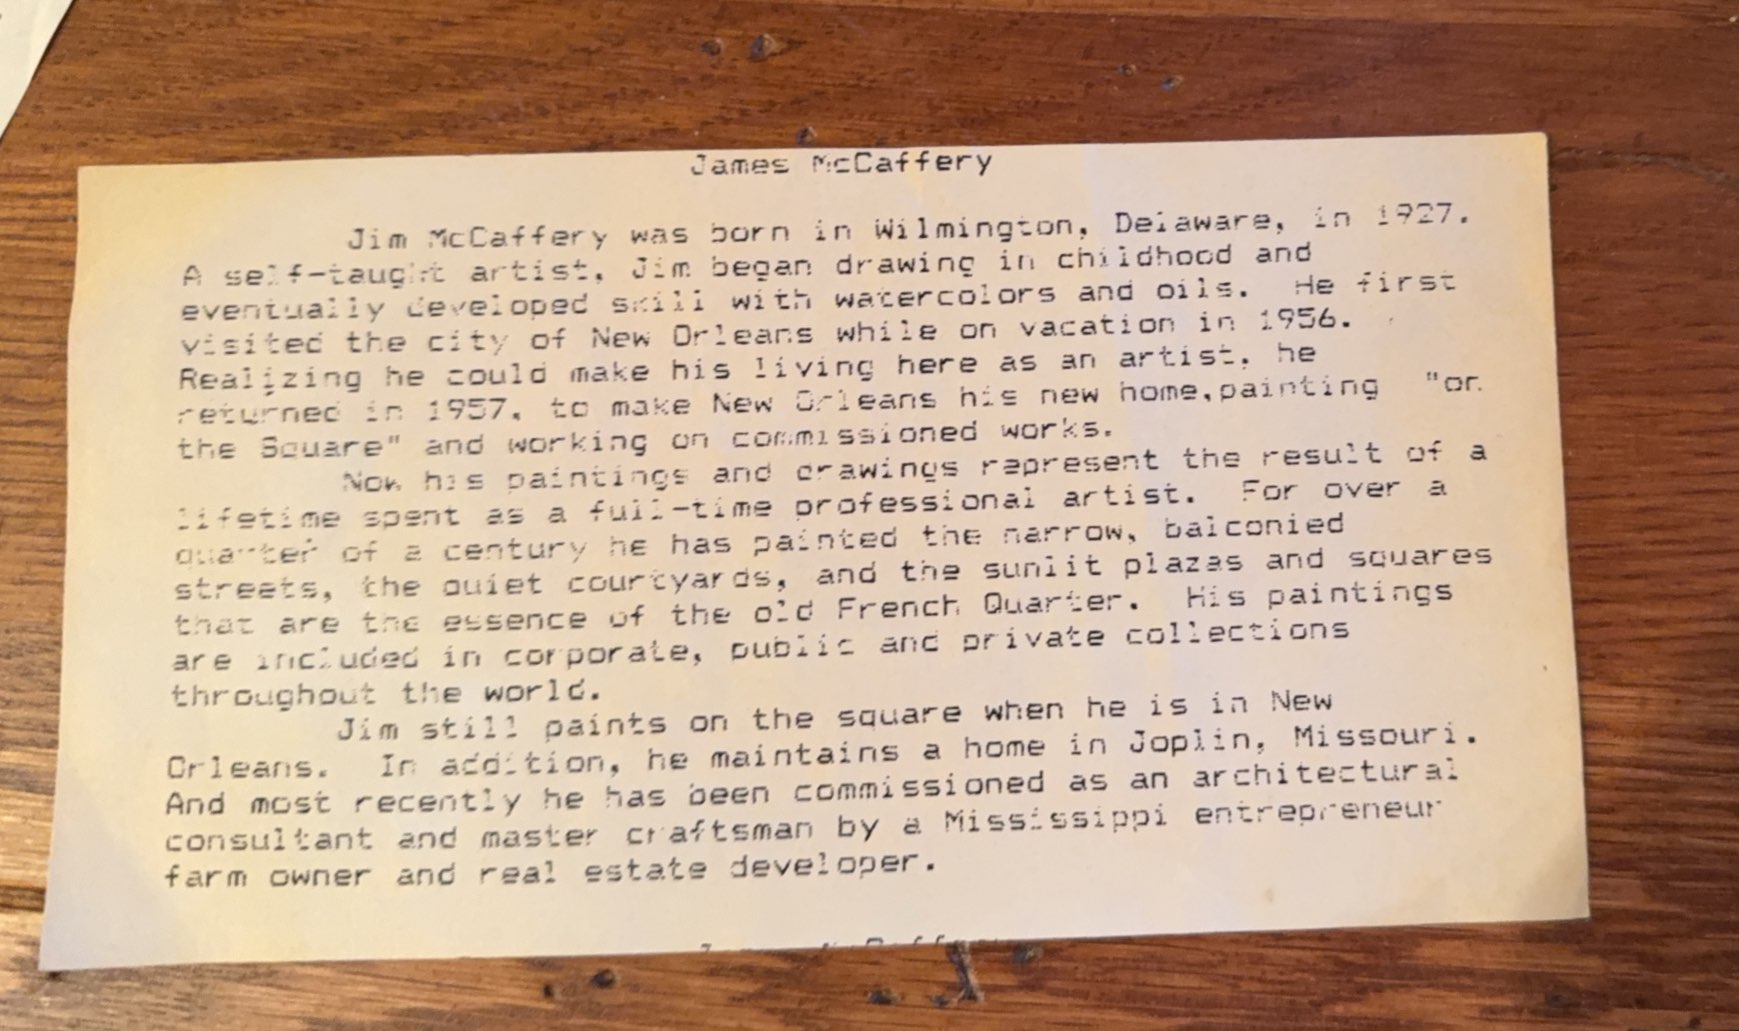 James McCaffery
Jim McCaffery was born in Wilmington, Delaware, in 1927.
A self-taught artist, Jim began drawing in childhood and
eventually developed skill with watercolors and oils. He first
visited the city of New Orleans while on vacation in 1956.
Realizing he could make his living here as an artist, he
returned in 1957, to make New Orleans his new home,painting "on
the Square" and working on commissioned works.
Now his paintings and drawings represent the result of a
lifetime spent as a full-time professional artist. For over a
quarter of a century he has painted the narrow, balconied
streets, the quiet courtyards, and the sunlit plazas and squares
that are the essence of the old French Quarter. His paintings
are included in corporate, public and private collections
throughout the world.
Jim still paints on the square when he is in New
Orleans. In addition, he maintains a home in Joplin, Missouri.
And most recently he has been commissioned as an architectural
consultant and master craftsman by a Mississippi entrepreneur
farm owner and real estate developer.